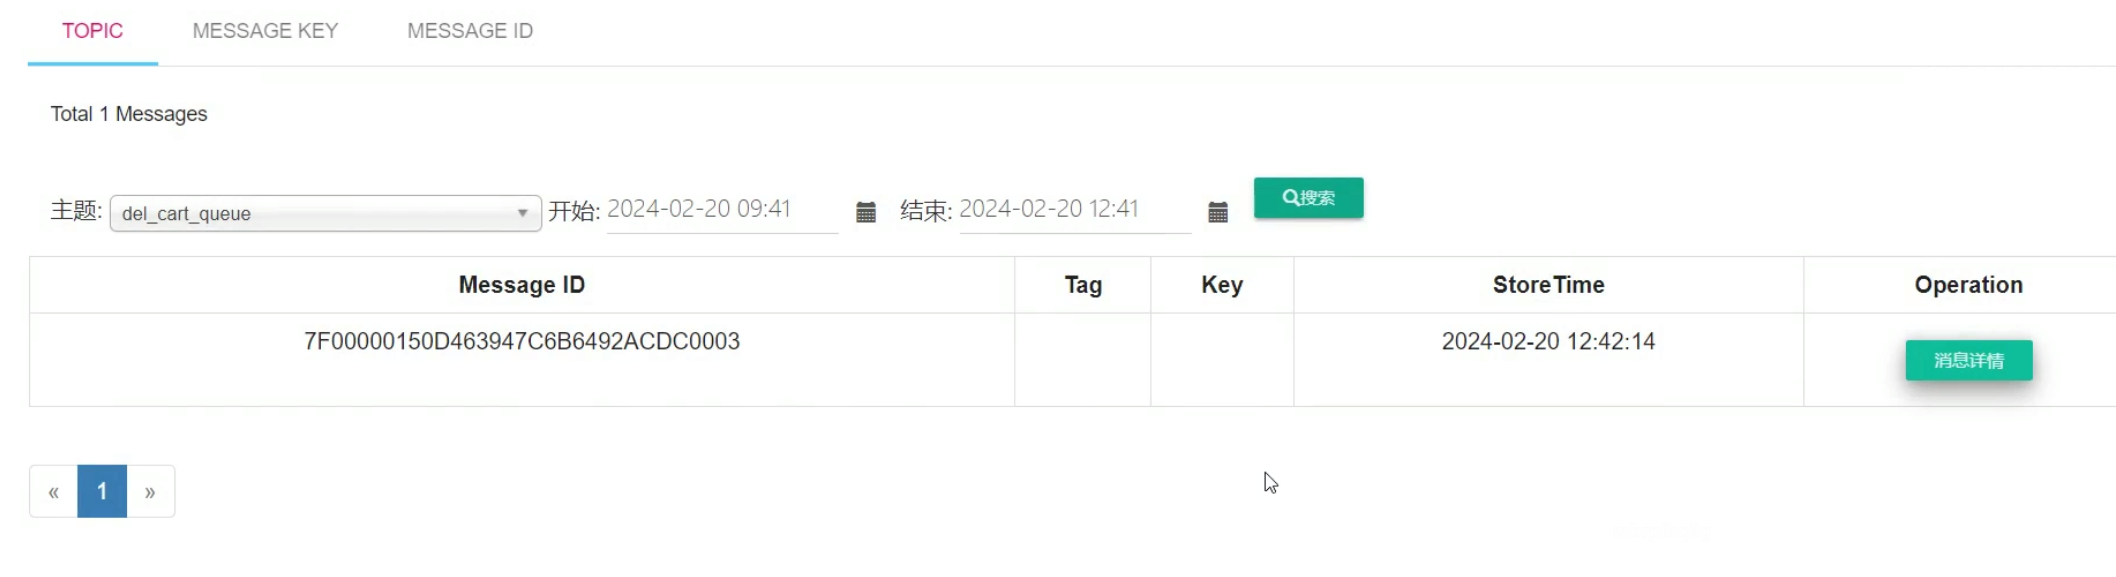 TOPIC MESSAGE KEY MESSAGE ID
Total 1 Messages
主题: del_cart_queue 开始: 2024-02-20 09:41 结束: 2024-02-20 12:41 搜索
Message ID Tag Key StoreTime Operation
7F00000150D463947C6B6492ACDC0003 2024-02-20 12:42:14 消息详情
« 1 »